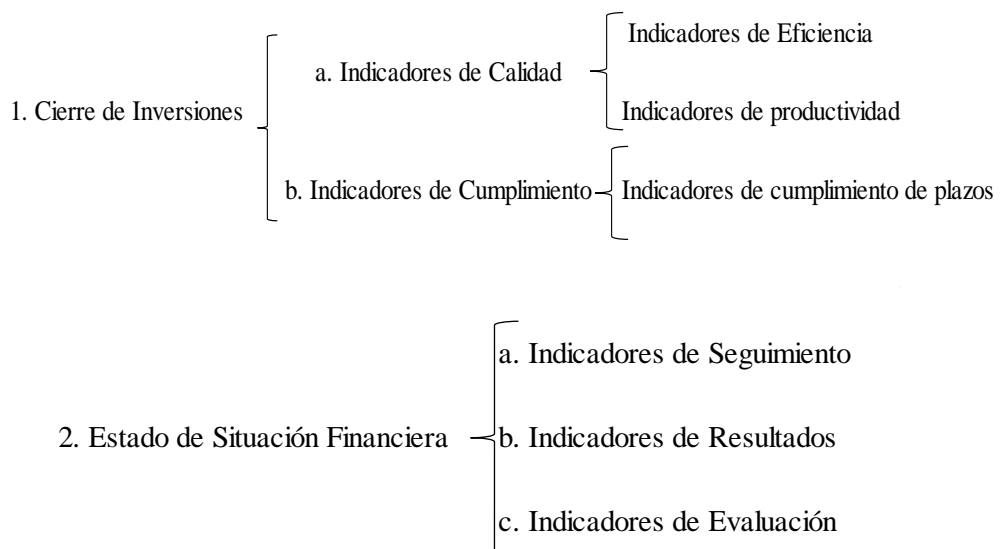 1. Cierre de Inversiones
a. Indicadores de Calidad
Indicadores de Eficiencia
Indicadores de productividad
b. Indicadores de Cumplimiento
Indicadores de cumplimiento de plazos
2. Estado de Situación Financiera
a. Indicadores de Seguimiento
b. Indicadores de Resultados
c. Indicadores de Evaluación